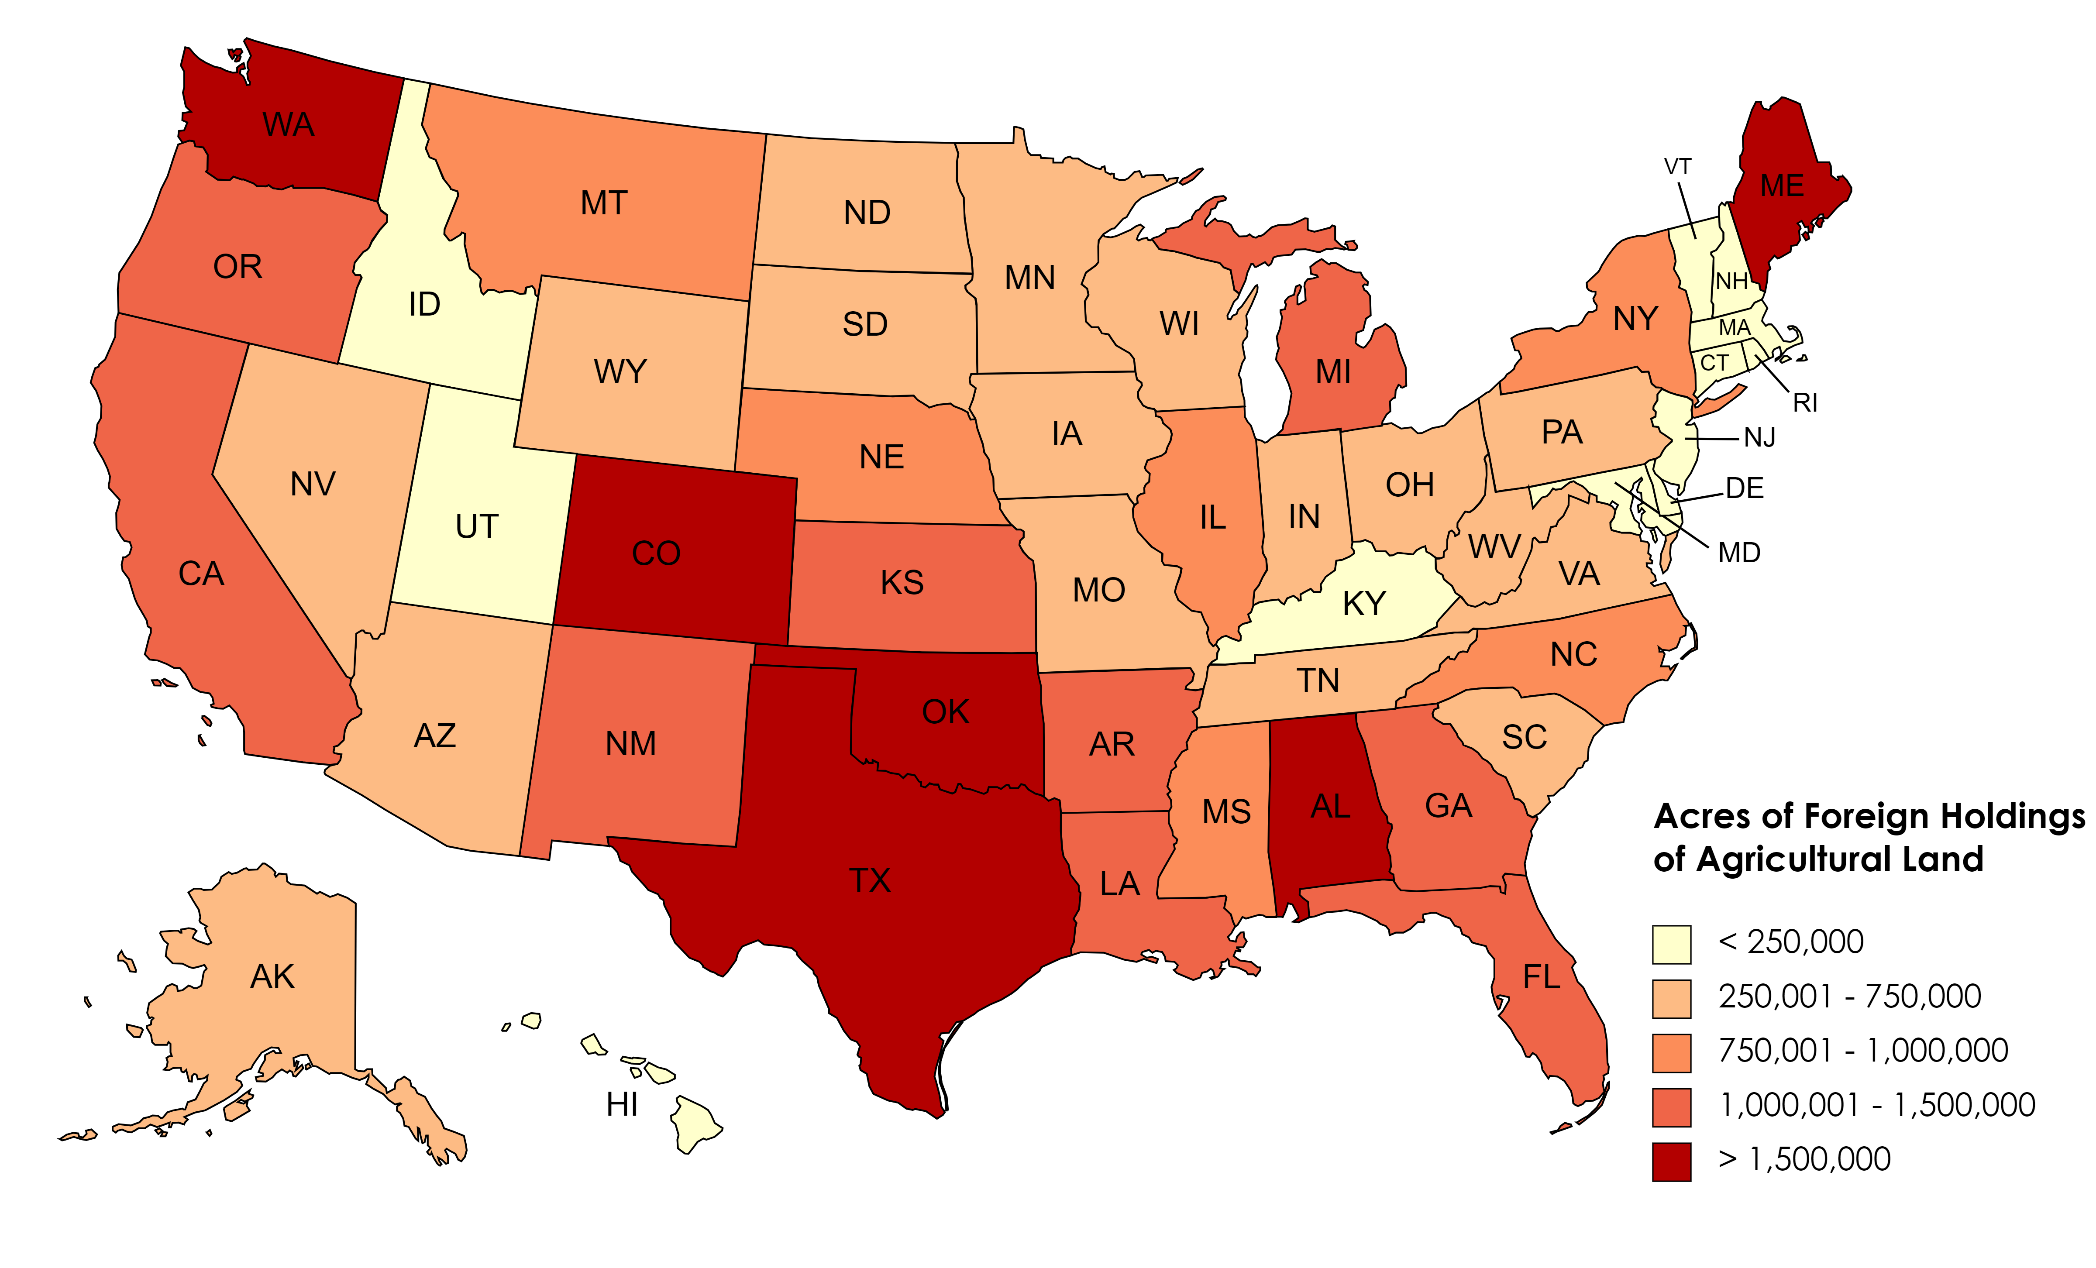 WA
OR
CA
ID
NV
MT
WY
UT
AZ
CO
NM
ND
SD
NE
KS
OK
TX
MN
IA
MO
AR
LA
WI
IL
MI
IN
OH
KY
TN
MS
AL
GA
FL
SC
NC
VA
WV
PA
NY
VT
NH
ME
MA
CT
RI
NJ
DE
MD
AK
HI
Acres of Foreign Holdings
of Agricultural Land
< 250,000
250,001 - 750,000
750,001 - 1,000,000
1,000,001 - 1,500,000
> 1,500,000